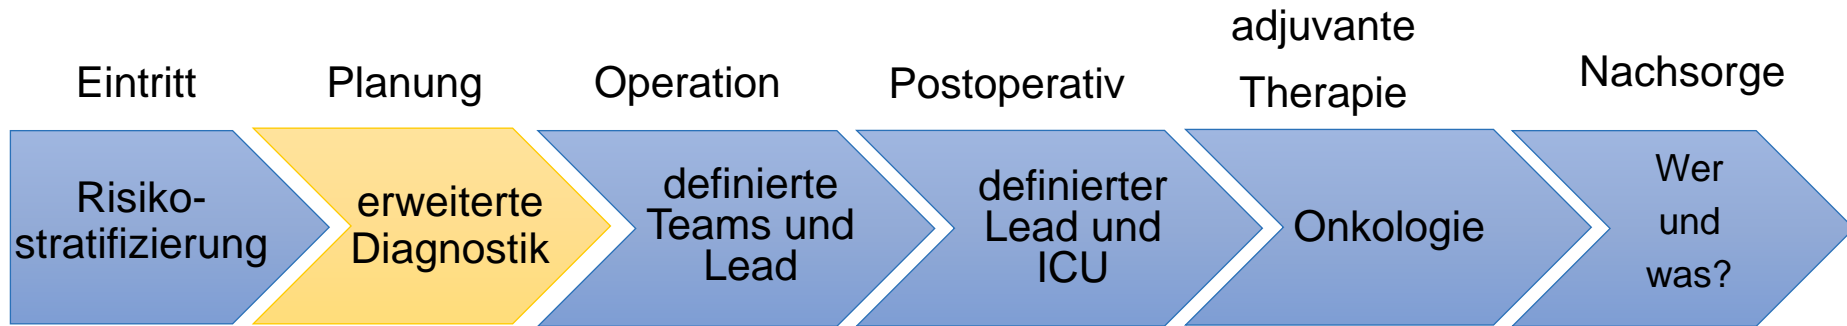 Eintritt
Planung
Operation
Postoperativ
adjuvante
Therapie
Nachsorge
Risiko-
stratifizierung
erweiterte
Diagnostik
definierte
Teams und
Lead
definierter
Lead und
ICU
Onkologie
Wer
und
was?